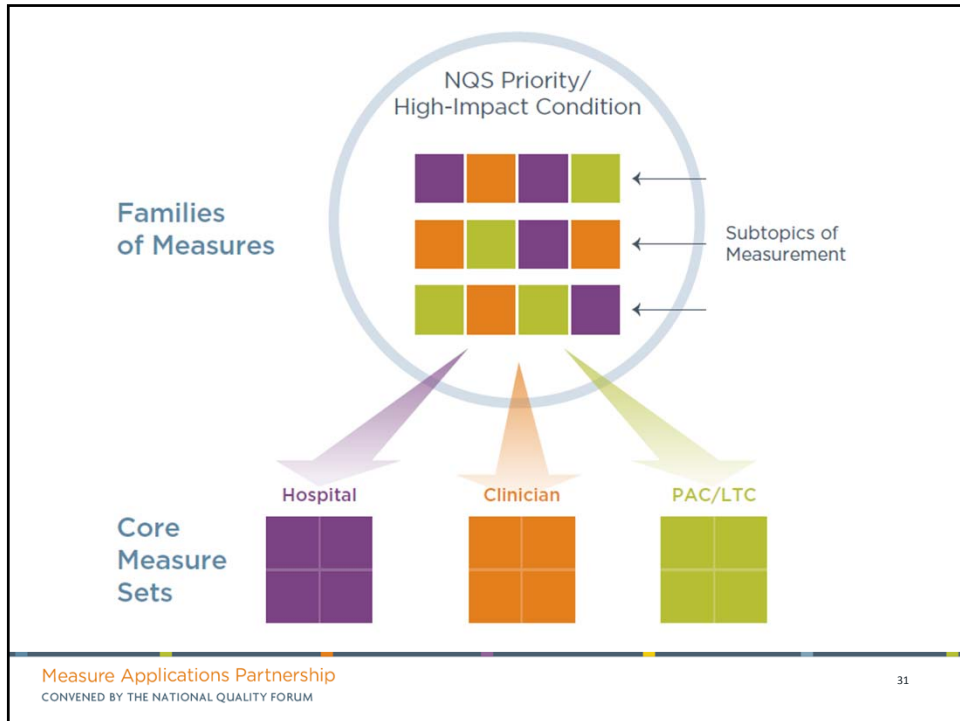 NQS Priority/
High-Impact Condition
Families
of Measures
Subtopics of
Measurement
Hospital
Clinician
PAC/LTC
Core
Measure
Sets
Measure Applications Partnership
CONVENED BY THE NATIONAL QUALITY FORUM
31